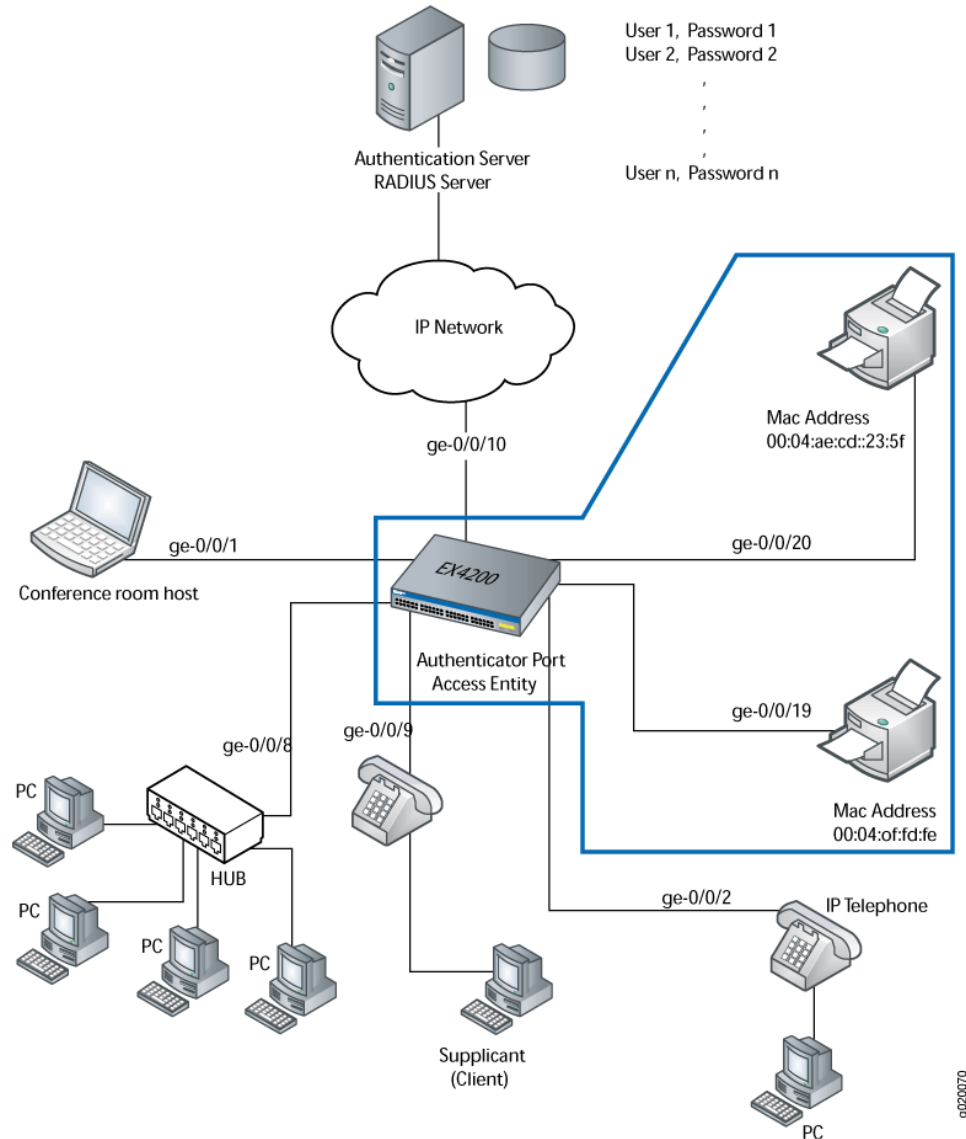 User 1, Password 1
User 2, Password 2
,
,
,
,
User n, Password n
Authentication Server
RADIUS Server
IP Network
ge-0/0/10
Mac Address
00:04:ae:cd::23:5f
ge-0/0/1
ge-0/0/20
EX4200
Conference room host
Authenticator Port
Access Entity
ge-0/0/19
ge-0/0/8
ge-0/0/9
PC
Mac Address
00:04:of:fd:fe
HUB
ge-0/0/2
IP Telephone
PC
PC
PC
Supplicant
(Client)
PC
g020070